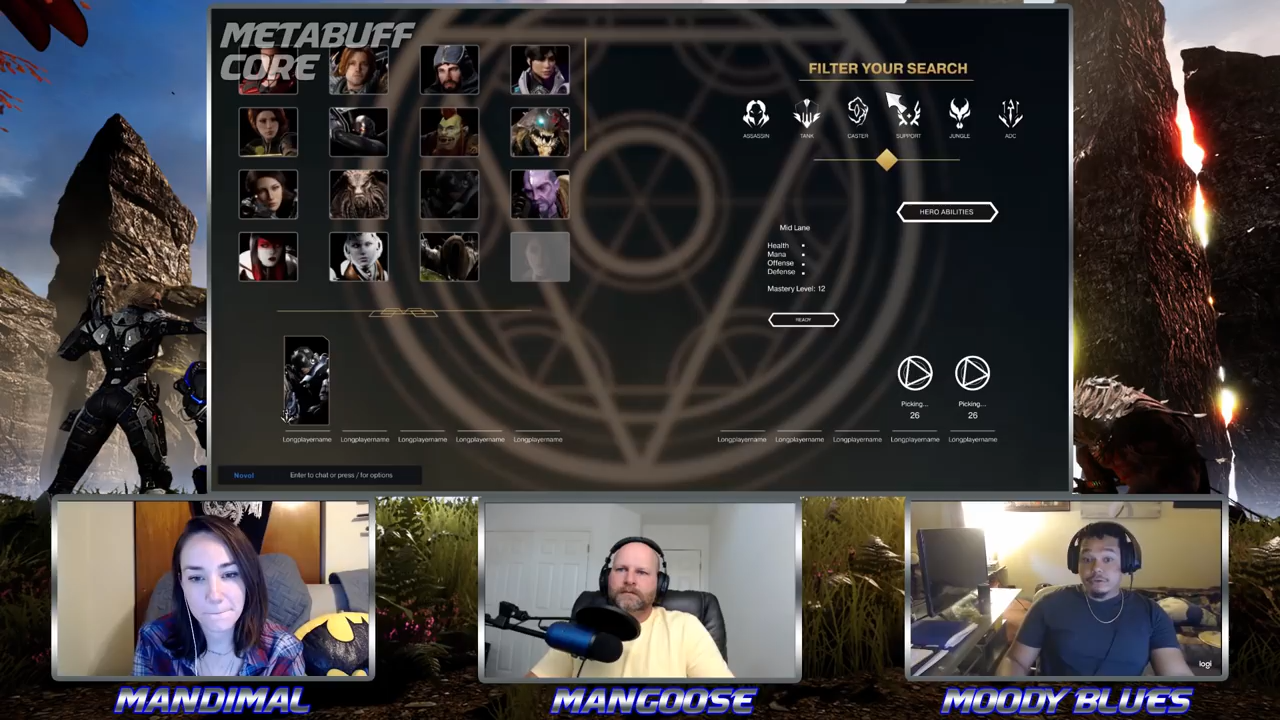 METABUFF
CORE
FILTER YOUR SEARCH
ASSASSIN TANK CASTER SUPPORT JUNGLE ADC
HERO ABILITIES
Mid Lane
Health
Mana
Offense
Defense
Mastery Level: 12
READY
Picking... Picking...
26 26
Longplayername Longplayername Longplayername Longplayername Longplayername Longplayername Longplayername Longplayername Longplayername Longplayername
Novol Enter to chat or press / for options
logi
MANDIMAL MANGOOSE MOODY BLUES